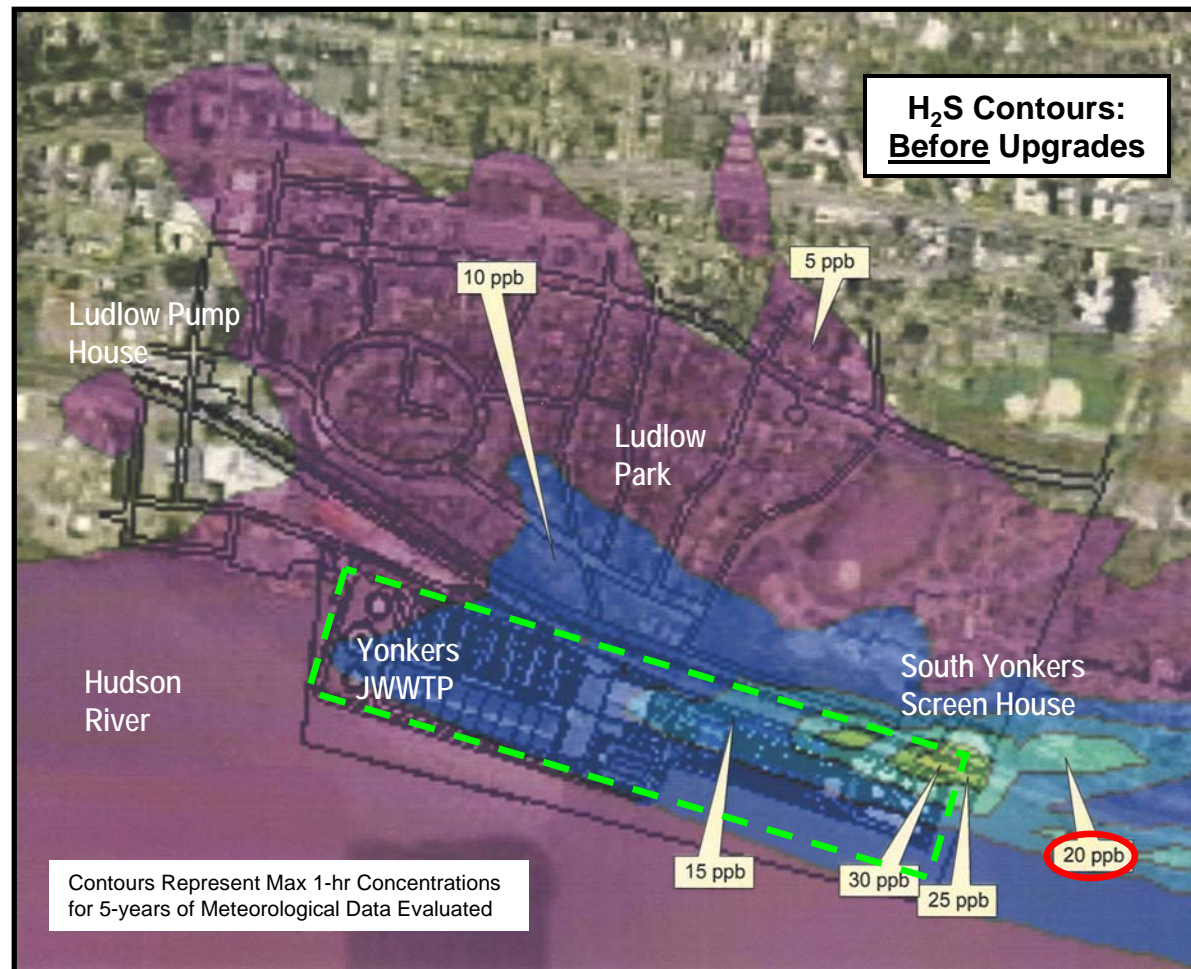 H₂S Contours:
Before Upgrades
5 ppb
10 ppb
Ludlow Pump
House
Ludlow
Park
Yonkers
JWWTP
South Yonkers
Screen House
Hudson
River
15 ppb
30 ppb
25 ppb
20 ppb
Contours Represent Max 1-hr Concentrations
for 5-years of Meteorological Data Evaluated